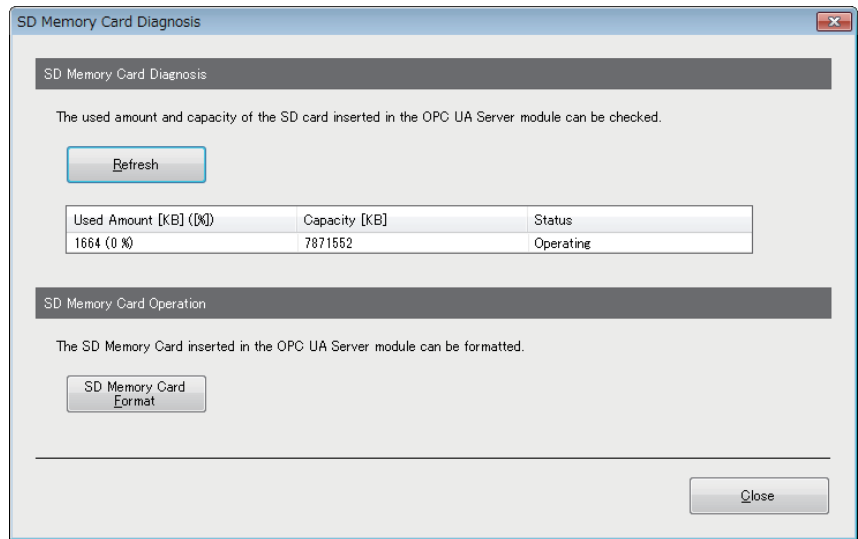 SD Memory Card Diagnosis
SD Memory Card Diagnosis
The used amount and capacity of the SD card inserted in the OPC UA Server module can be checked.
Refresh
Used Amount [KB] ([%]) Capacity [KB] Status
1664 (0 %) 7871552 Operating
SD Memory Card Operation
The SD Memory Card inserted in the OPC UA Server module can be formatted.
SD Memory Card
Format
Close